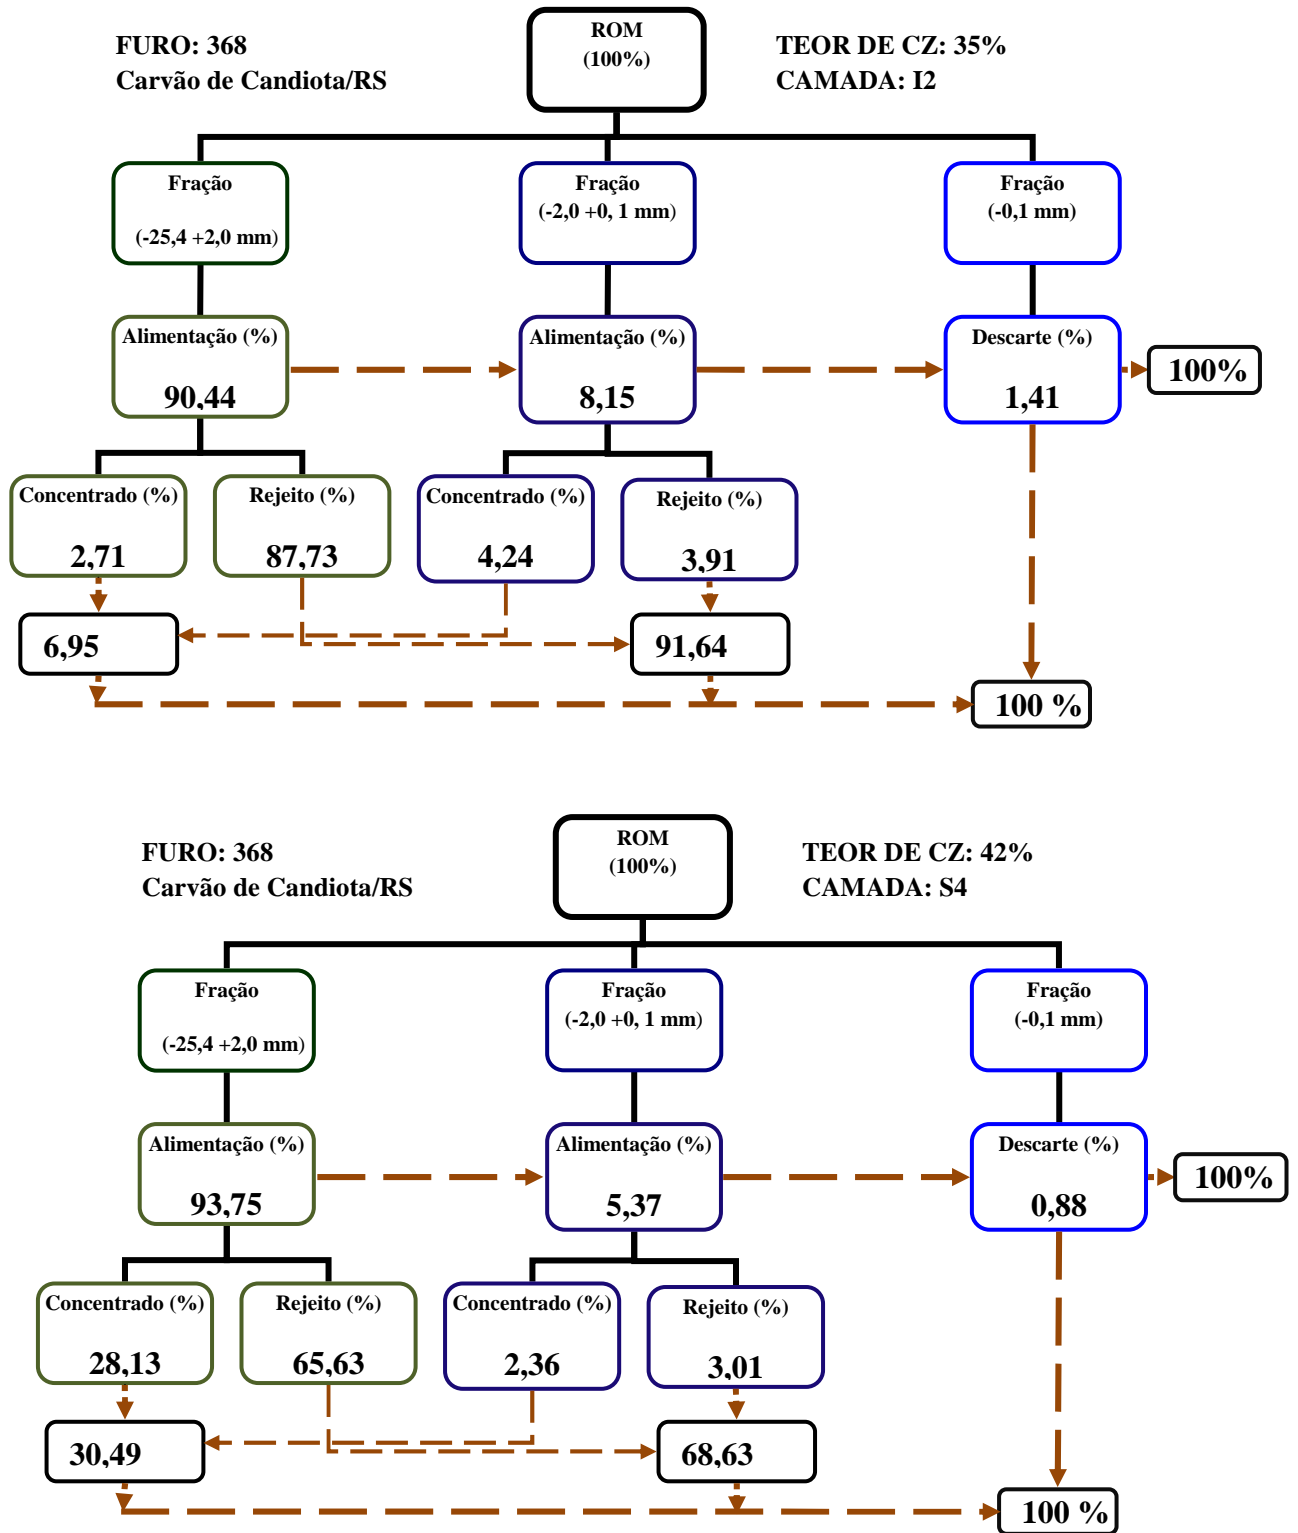 ROM
(100%)
FURO: 368
Carvão de Candiota/RS
TEOR DE CZ: 35%
CAMADA: I2
Fração
(-25,4 +2,0 mm)
Fração
(-2,0 +0, 1 mm)
Fração
(-0,1 mm)
Alimentação (%)
90,44
Alimentação (%)
8,15
Descarte (%)
1,41
100%
Concentrado (%)
2,71
Rejeito (%)
87,73
Concentrado (%)
4,24
Rejeito (%)
3,91
6,95
91,64
100 %
ROM
(100%)
FURO: 368
Carvão de Candiota/RS
TEOR DE CZ: 42%
CAMADA: S4
Fração
(-25,4 +2,0 mm)
Fração
(-2,0 +0, 1 mm)
Fração
(-0,1 mm)
Alimentação (%)
93,75
Alimentação (%)
5,37
Descarte (%)
0,88
100%
Concentrado (%)
28,13
Rejeito (%)
65,63
Concentrado (%)
2,36
Rejeito (%)
3,01
30,49
68,63
100 %